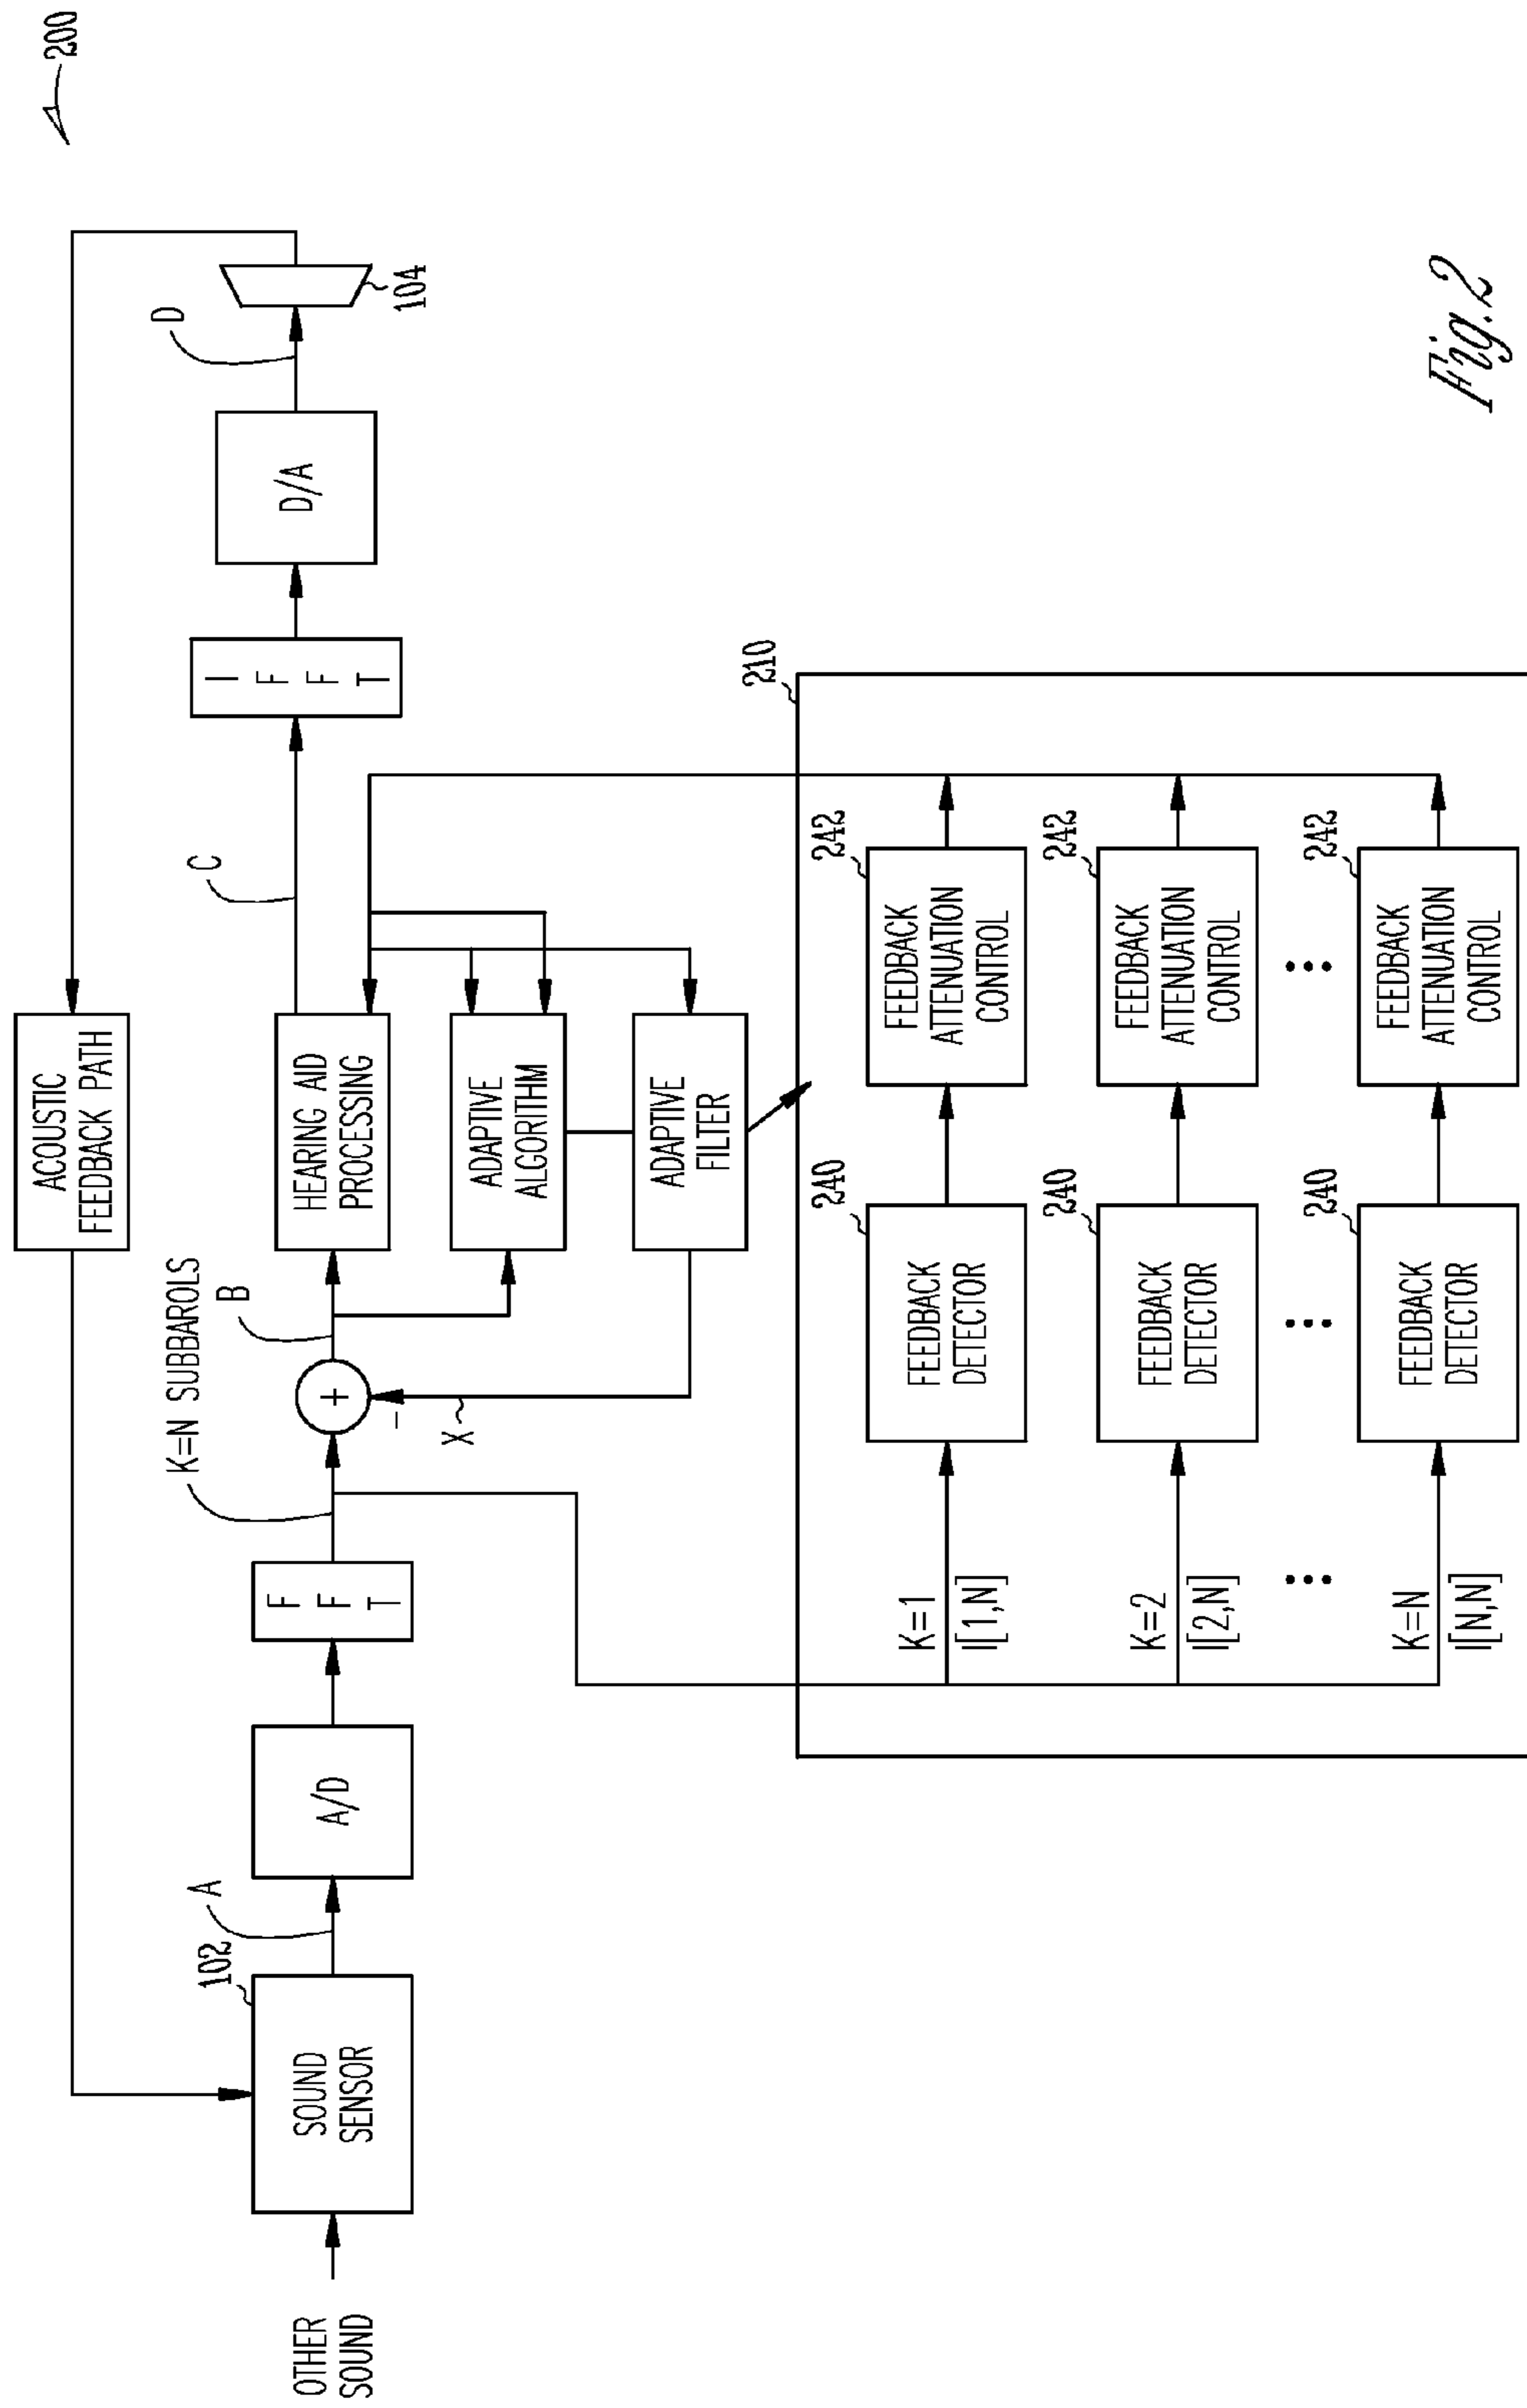 200
ACOUSTIC
FEEDBACK PATH
OTHER
SOUND
SOUND
SENSOR
102
A
A/D
F
F
T
K=N SUBBAROLS
+
-
X
B
HEARING AID
PROCESSING
C
I
F
F
T
D/A
D
104
ADAPTIVE
ALGORITHM
ADAPTIVE
FILTER
210
K=1
I[1,N]
FEEDBACK
DETECTOR
240
FEEDBACK
ATTENUATION
CONTROL
242
K=2
I[2,N]
FEEDBACK
DETECTOR
240
FEEDBACK
ATTENUATION
CONTROL
242
K=N
I[N,N]
FEEDBACK
DETECTOR
240
FEEDBACK
ATTENUATION
CONTROL
242
Fig.2